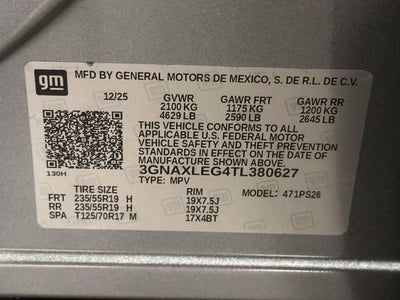 gm
MFD BY GENERAL MOTORS DE MEXICO, S. DE R.L. DE C.V.
12/25 GVWR GAWR FRT GAWR RR
2100 KG 1175 KG 1200 KG
4629 LB 2590 LB 2645 LB
THIS VEHICLE CONFORMS TO ALL
APPLICABLE U.S. FEDERAL MOTOR
VEHICLE SAFETY AND THEFT PREVENTION
STANDARDS IN EFFECT ON THE DATE OF
MANUFACTURE SHOWN ABOVE.
3GNAXLEG4TL380627
130H TYPE: MPV
TIRE SIZE RIM MODEL: 471PS26
FRT 235/55R19 H 19X7.5J
RR 235/55R19 H 19X7.5J
SPA T125/70R17 M 17X4BT